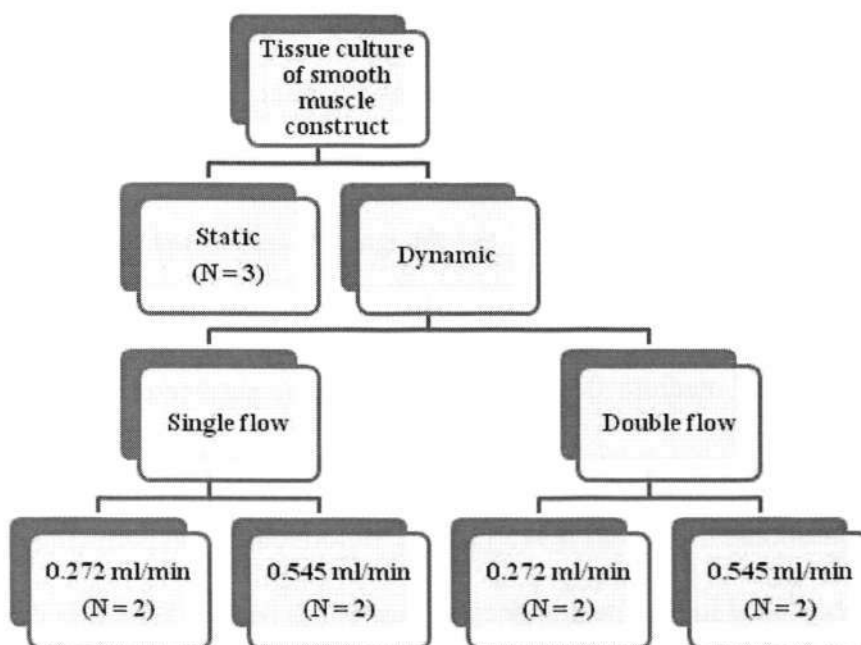 Tissue culture
of smooth
muscle
construct
Static
(N = 3)
Dynamic
Single flow
Double flow
0.272 ml/min
(N = 2)
0.545 ml/min
(N = 2)
0.272 ml/min
(N = 2)
0.545 ml/min
(N = 2)